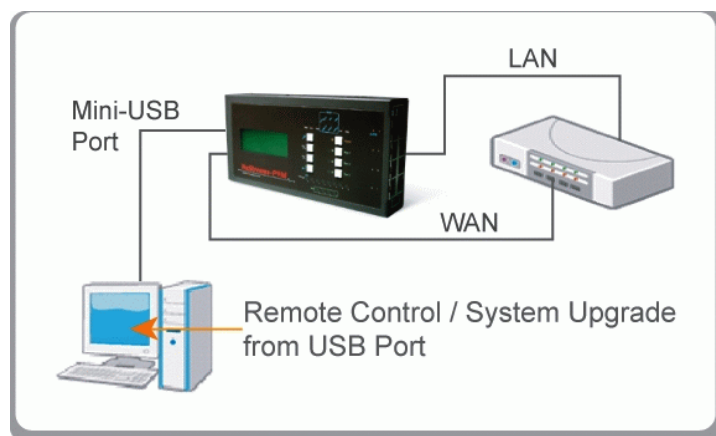 LAN
Mini-USB
Port
WAN
Remote Control / System Upgrade
from USB Port